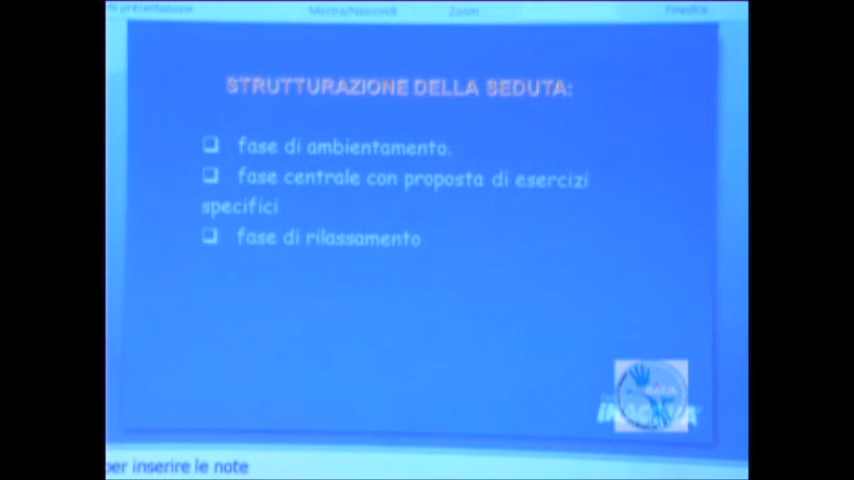 presentazione
Mostra/Nascondi
Zoom
Finestra
STRUTTURAZIONE DELLA SEDUTA:
❑ fase di ambientamento.
❑ fase centrale con proposta di esercizi
specifici
❑ fase di rilassamento
per inserire le note